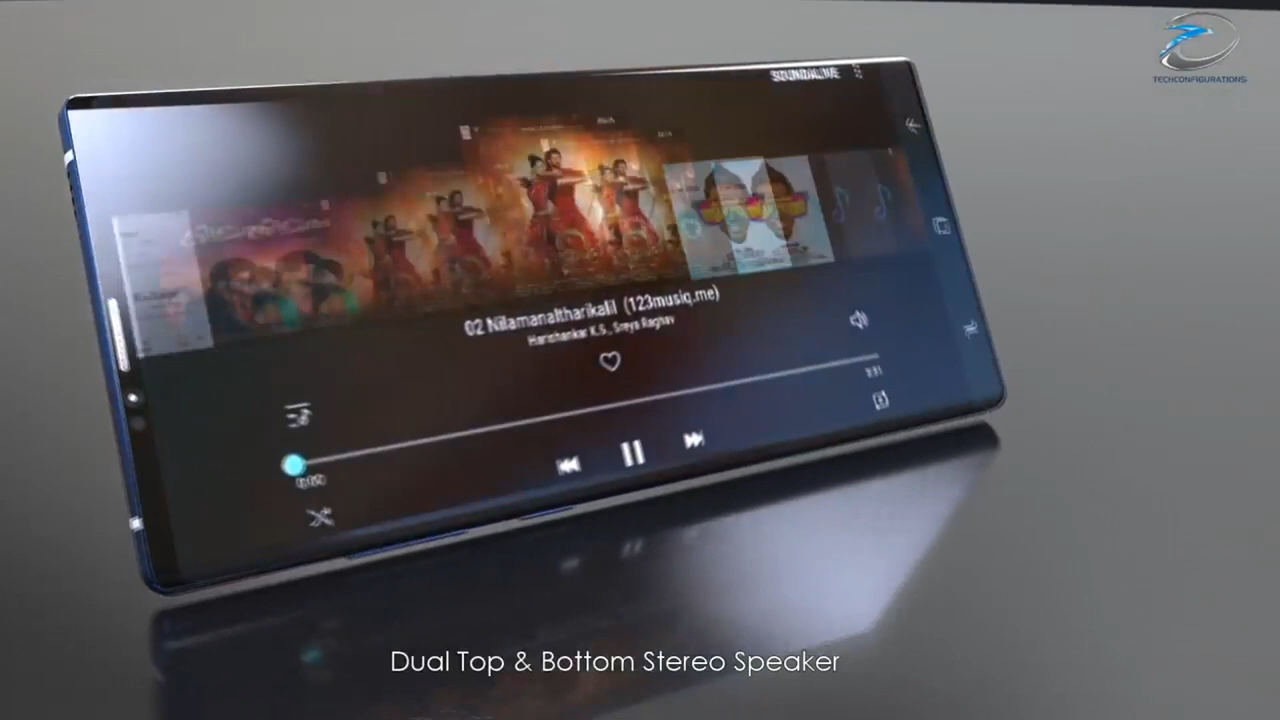 TECHCONFIGURATIONS
SOUNDALIVE
02 Nilamanaltharikalil (123musiq.me)
Harishankar K.S., Sreya Raghav
Dual Top & Bottom Stereo Speaker